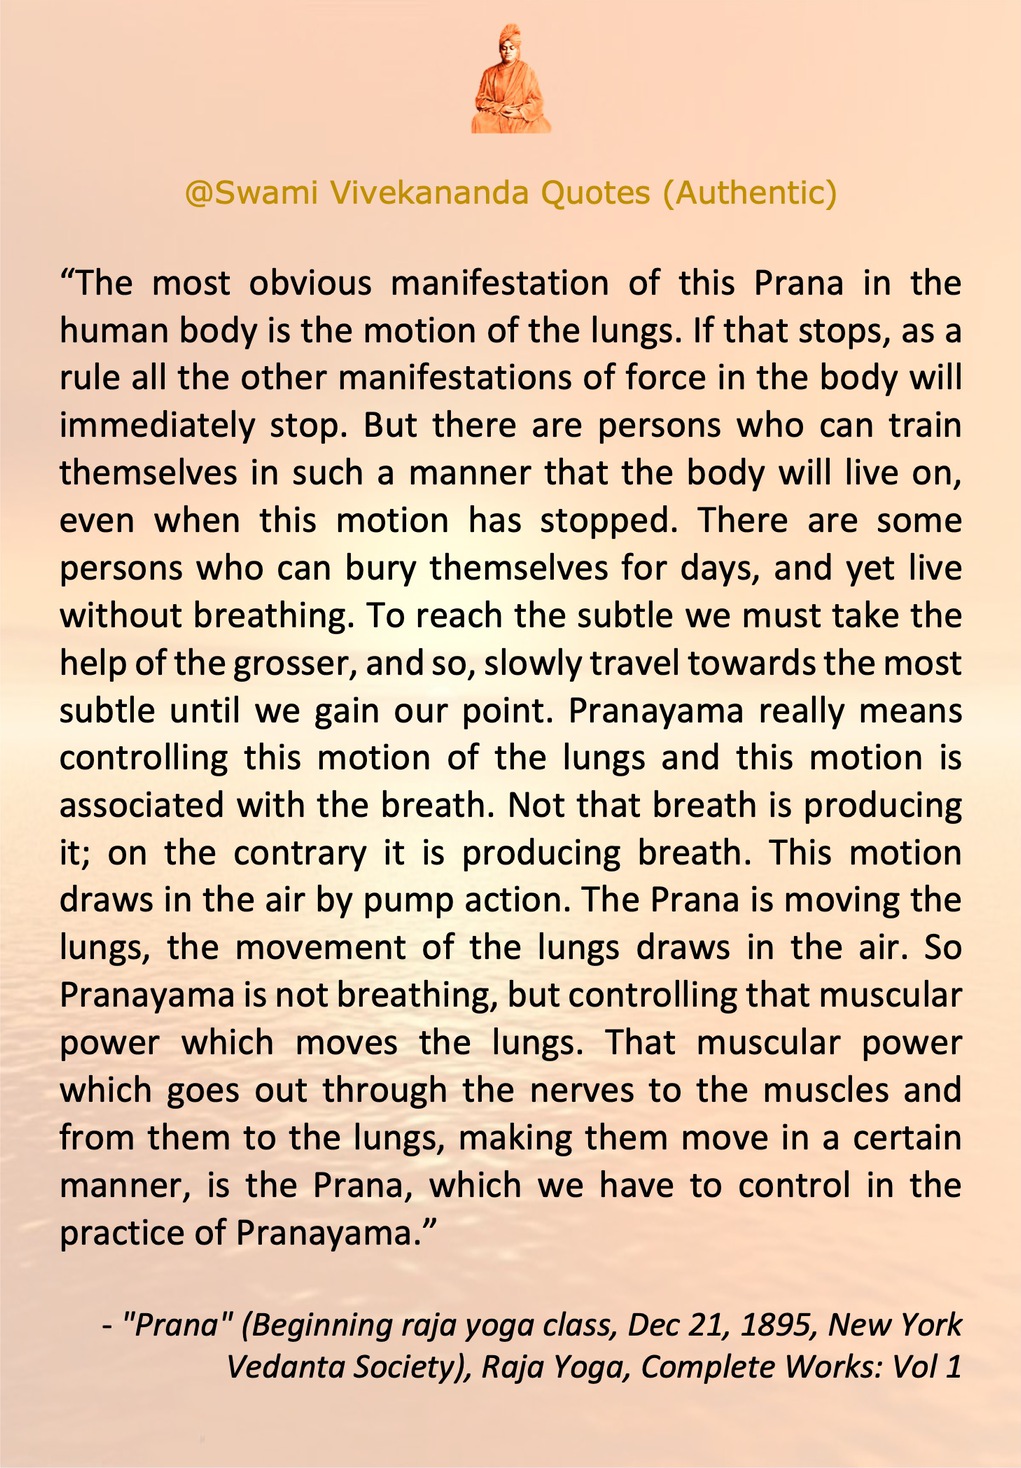 @Swami Vivekananda Quotes (Authentic)
“The most obvious manifestation of this Prana in the
human body is the motion of the lungs. If that stops, as a
rule all the other manifestations of force in the body will
immediately stop. But there are persons who can train
themselves in such a manner that the body will live on,
even when this motion has stopped. There are some
persons who can bury themselves for days, and yet live
without breathing. To reach the subtle we must take the
help of the grosser, and so, slowly travel towards the most
subtle until we gain our point. Pranayama really means
controlling this motion of the lungs and this motion is
associated with the breath. Not that breath is producing
it; on the contrary it is producing breath. This motion
draws in the air by pump action. The Prana is moving the
lungs, the movement of the lungs draws in the air. So
Pranayama is not breathing, but controlling that muscular
power which moves the lungs. That muscular power
which goes out through the nerves to the muscles and
from them to the lungs, making them move in a certain
manner, is the Prana, which we have to control in the
practice of Pranayama.”
- "Prana" (Beginning raja yoga class, Dec 21, 1895, New York
Vedanta Society), Raja Yoga, Complete Works: Vol 1